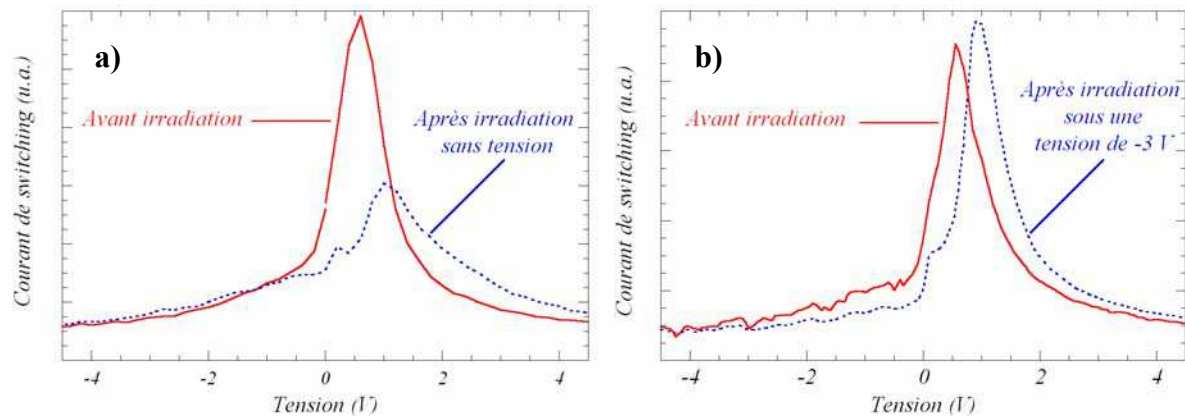 a)
Courant de switching (u.a.)
Avant irradiation
Après irradiation
sans tension
-4 -2 0 2 4
Tension (V)
b)
Courant de switching (u.a.)
Avant irradiation
Après irradiation
sous une
tension de -3 V
-4 -2 0 2 4
Tension (V)